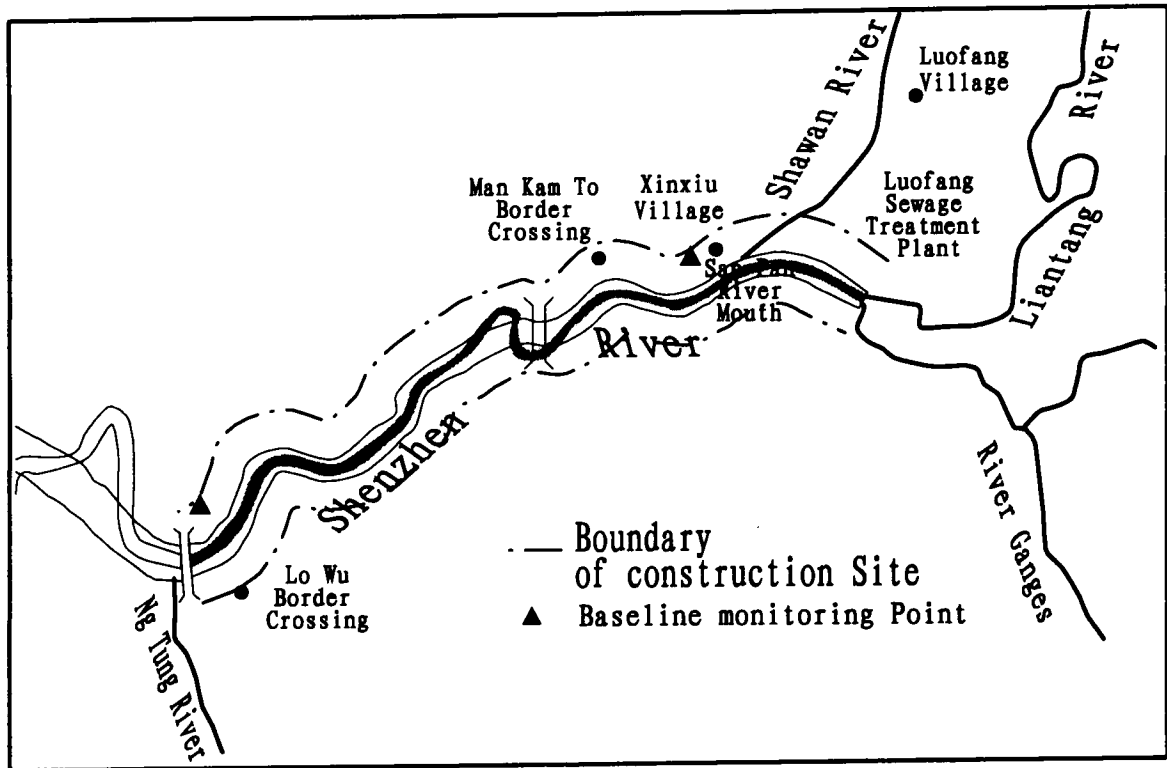 Luofang
Village
Shawan River
River
Man Kam To
Border
Crossing
Xinxiu
Village
Luofang
Sewage
Treatment
Plant
River
Mouth
Liantang
River
Shenzhen
River Ganges
Boundary
of construction Site
Baseline monitoring Point
Lo Wu
Border
Crossing
Ng Tung River